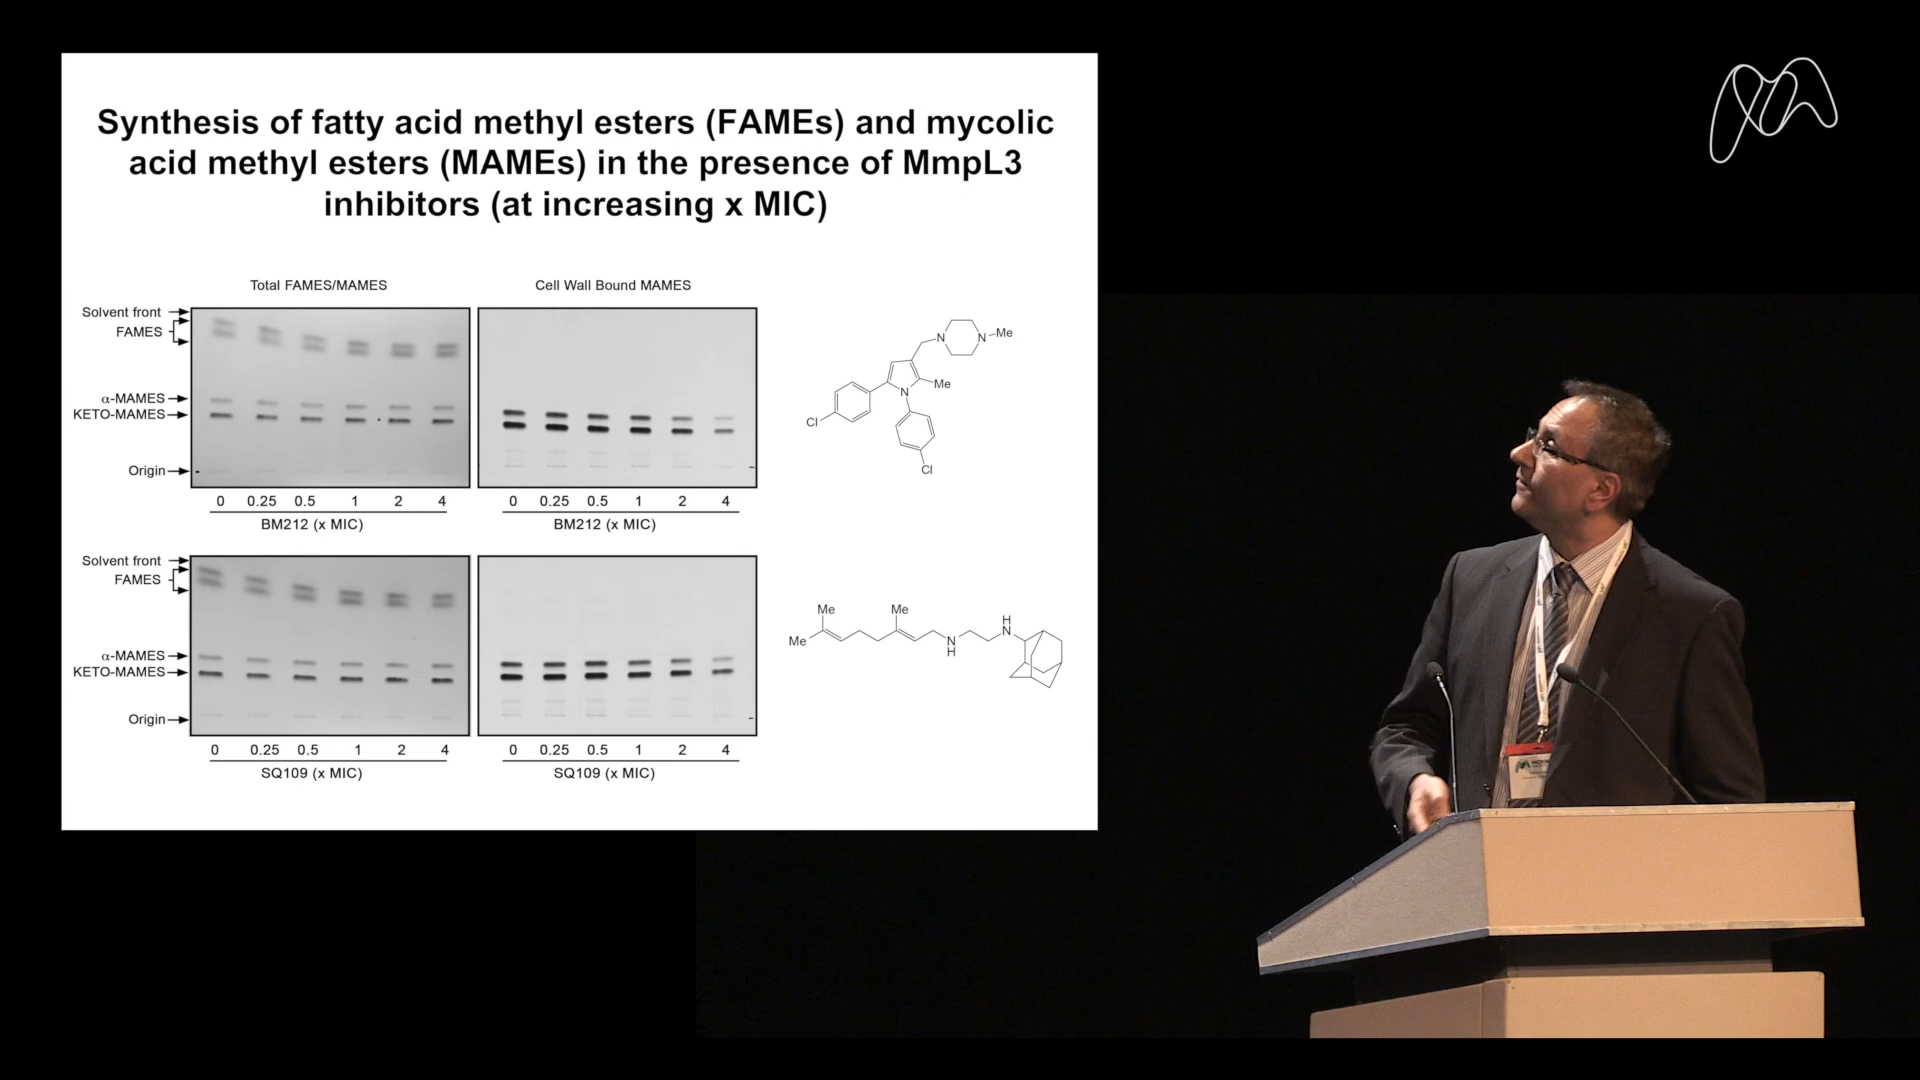 Synthesis of fatty acid methyl esters (FAMEs) and mycolic
acid methyl esters (MAMEs) in the presence of MmpL3
inhibitors (at increasing x MIC)
Total FAMES/MAMES
Cell Wall Bound MAMES
Solvent front
FAMES
α-MAMES
KETO-MAMES
Origin
0 0.25 0.5 1 2 4
BM212 (x MIC)
0 0.25 0.5 1 2 4
BM212 (x MIC)
N
N-Me
Me
N
Cl
Cl
Solvent front
FAMES
α-MAMES
KETO-MAMES
Origin
0 0.25 0.5 1 2 4
SQ109 (x MIC)
0 0.25 0.5 1 2 4
SQ109 (x MIC)
Me
Me
Me
N
H
H
N